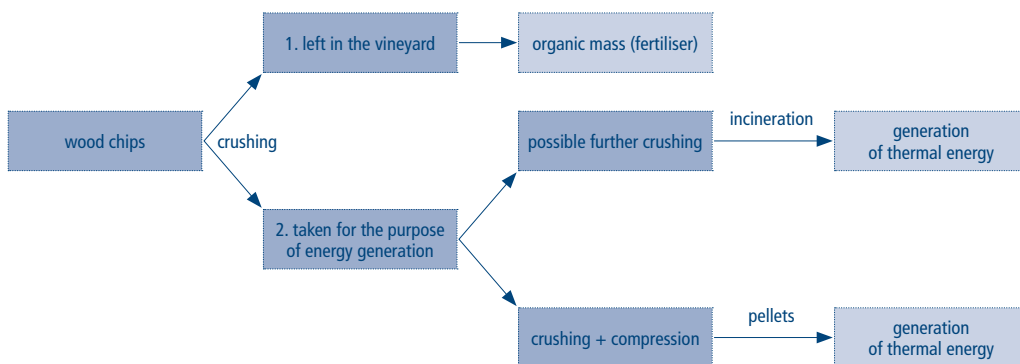 1. left in the vineyard
organic mass (fertiliser)
wood chips
crushing
possible further crushing
incineration
generation
of thermal energy
2. taken for the purpose
of energy generation
crushing + compression
pellets
generation
of thermal energy